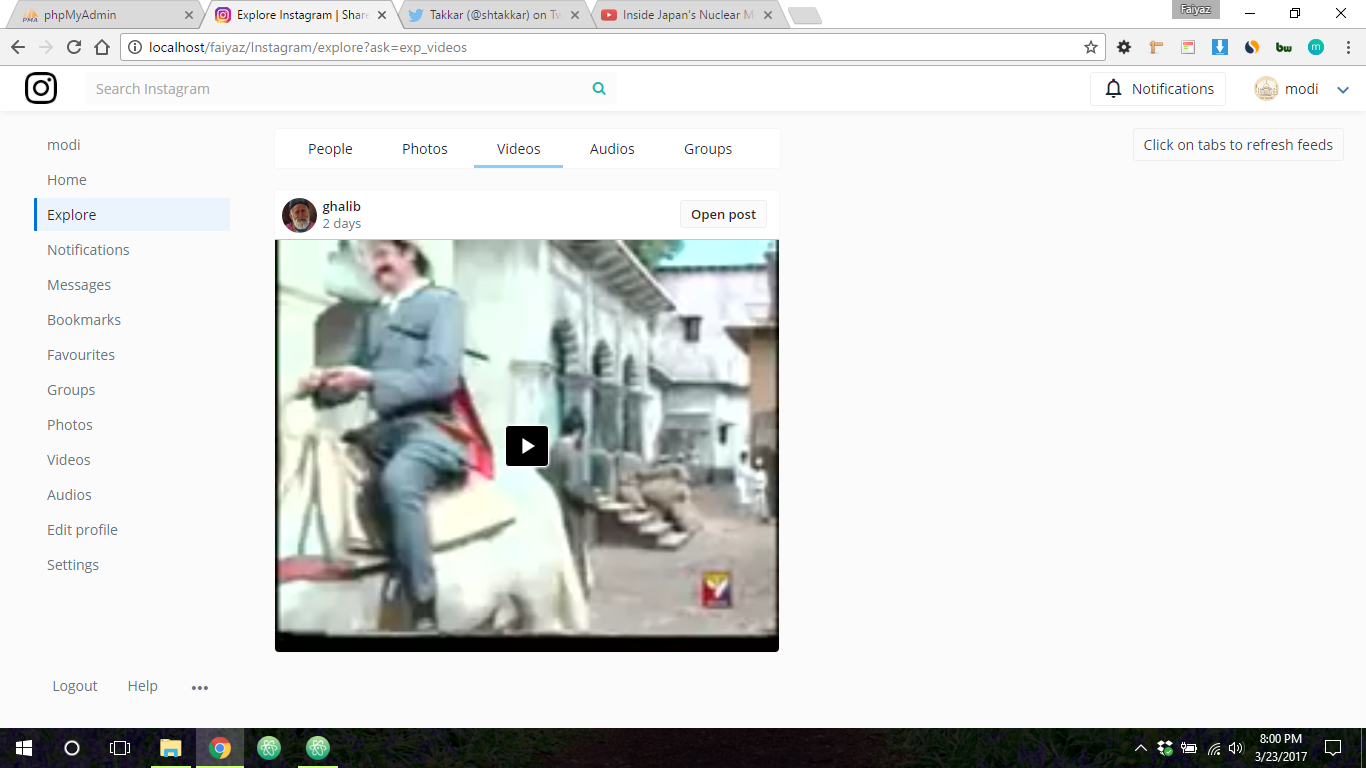 phpMyAdmin
Explore Instagram | Share
Takkar (@shtakkar) on Tw
Inside Japan's Nuclear M
Faiyaz
localhost/faiyaz/Instagram/explore?ask=exp_videos
bw
m
Search Instagram
Notifications
modi
modi
Home
Explore
Notifications
Messages
Bookmarks
Favourites
Groups
Photos
Videos
Audios
Edit profile
Settings
Logout
Help
People
Photos
Videos
Audios
Groups
Click on tabs to refresh feeds
ghalib
2 days
Open post
8:00 PM
3/23/2017